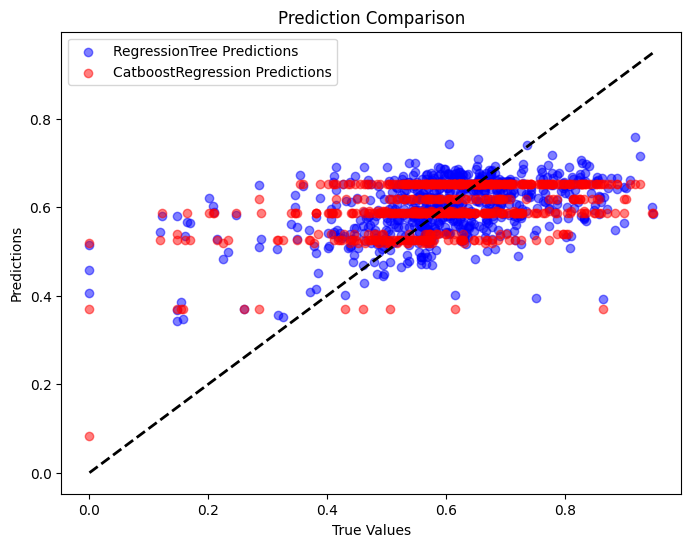 Prediction Comparison
RegressionTree Predictions
CatboostRegression Predictions
Predictions
0.8
0.6
0.4
0.2
0.0
0.0 0.2 0.4 0.6 0.8
True Values